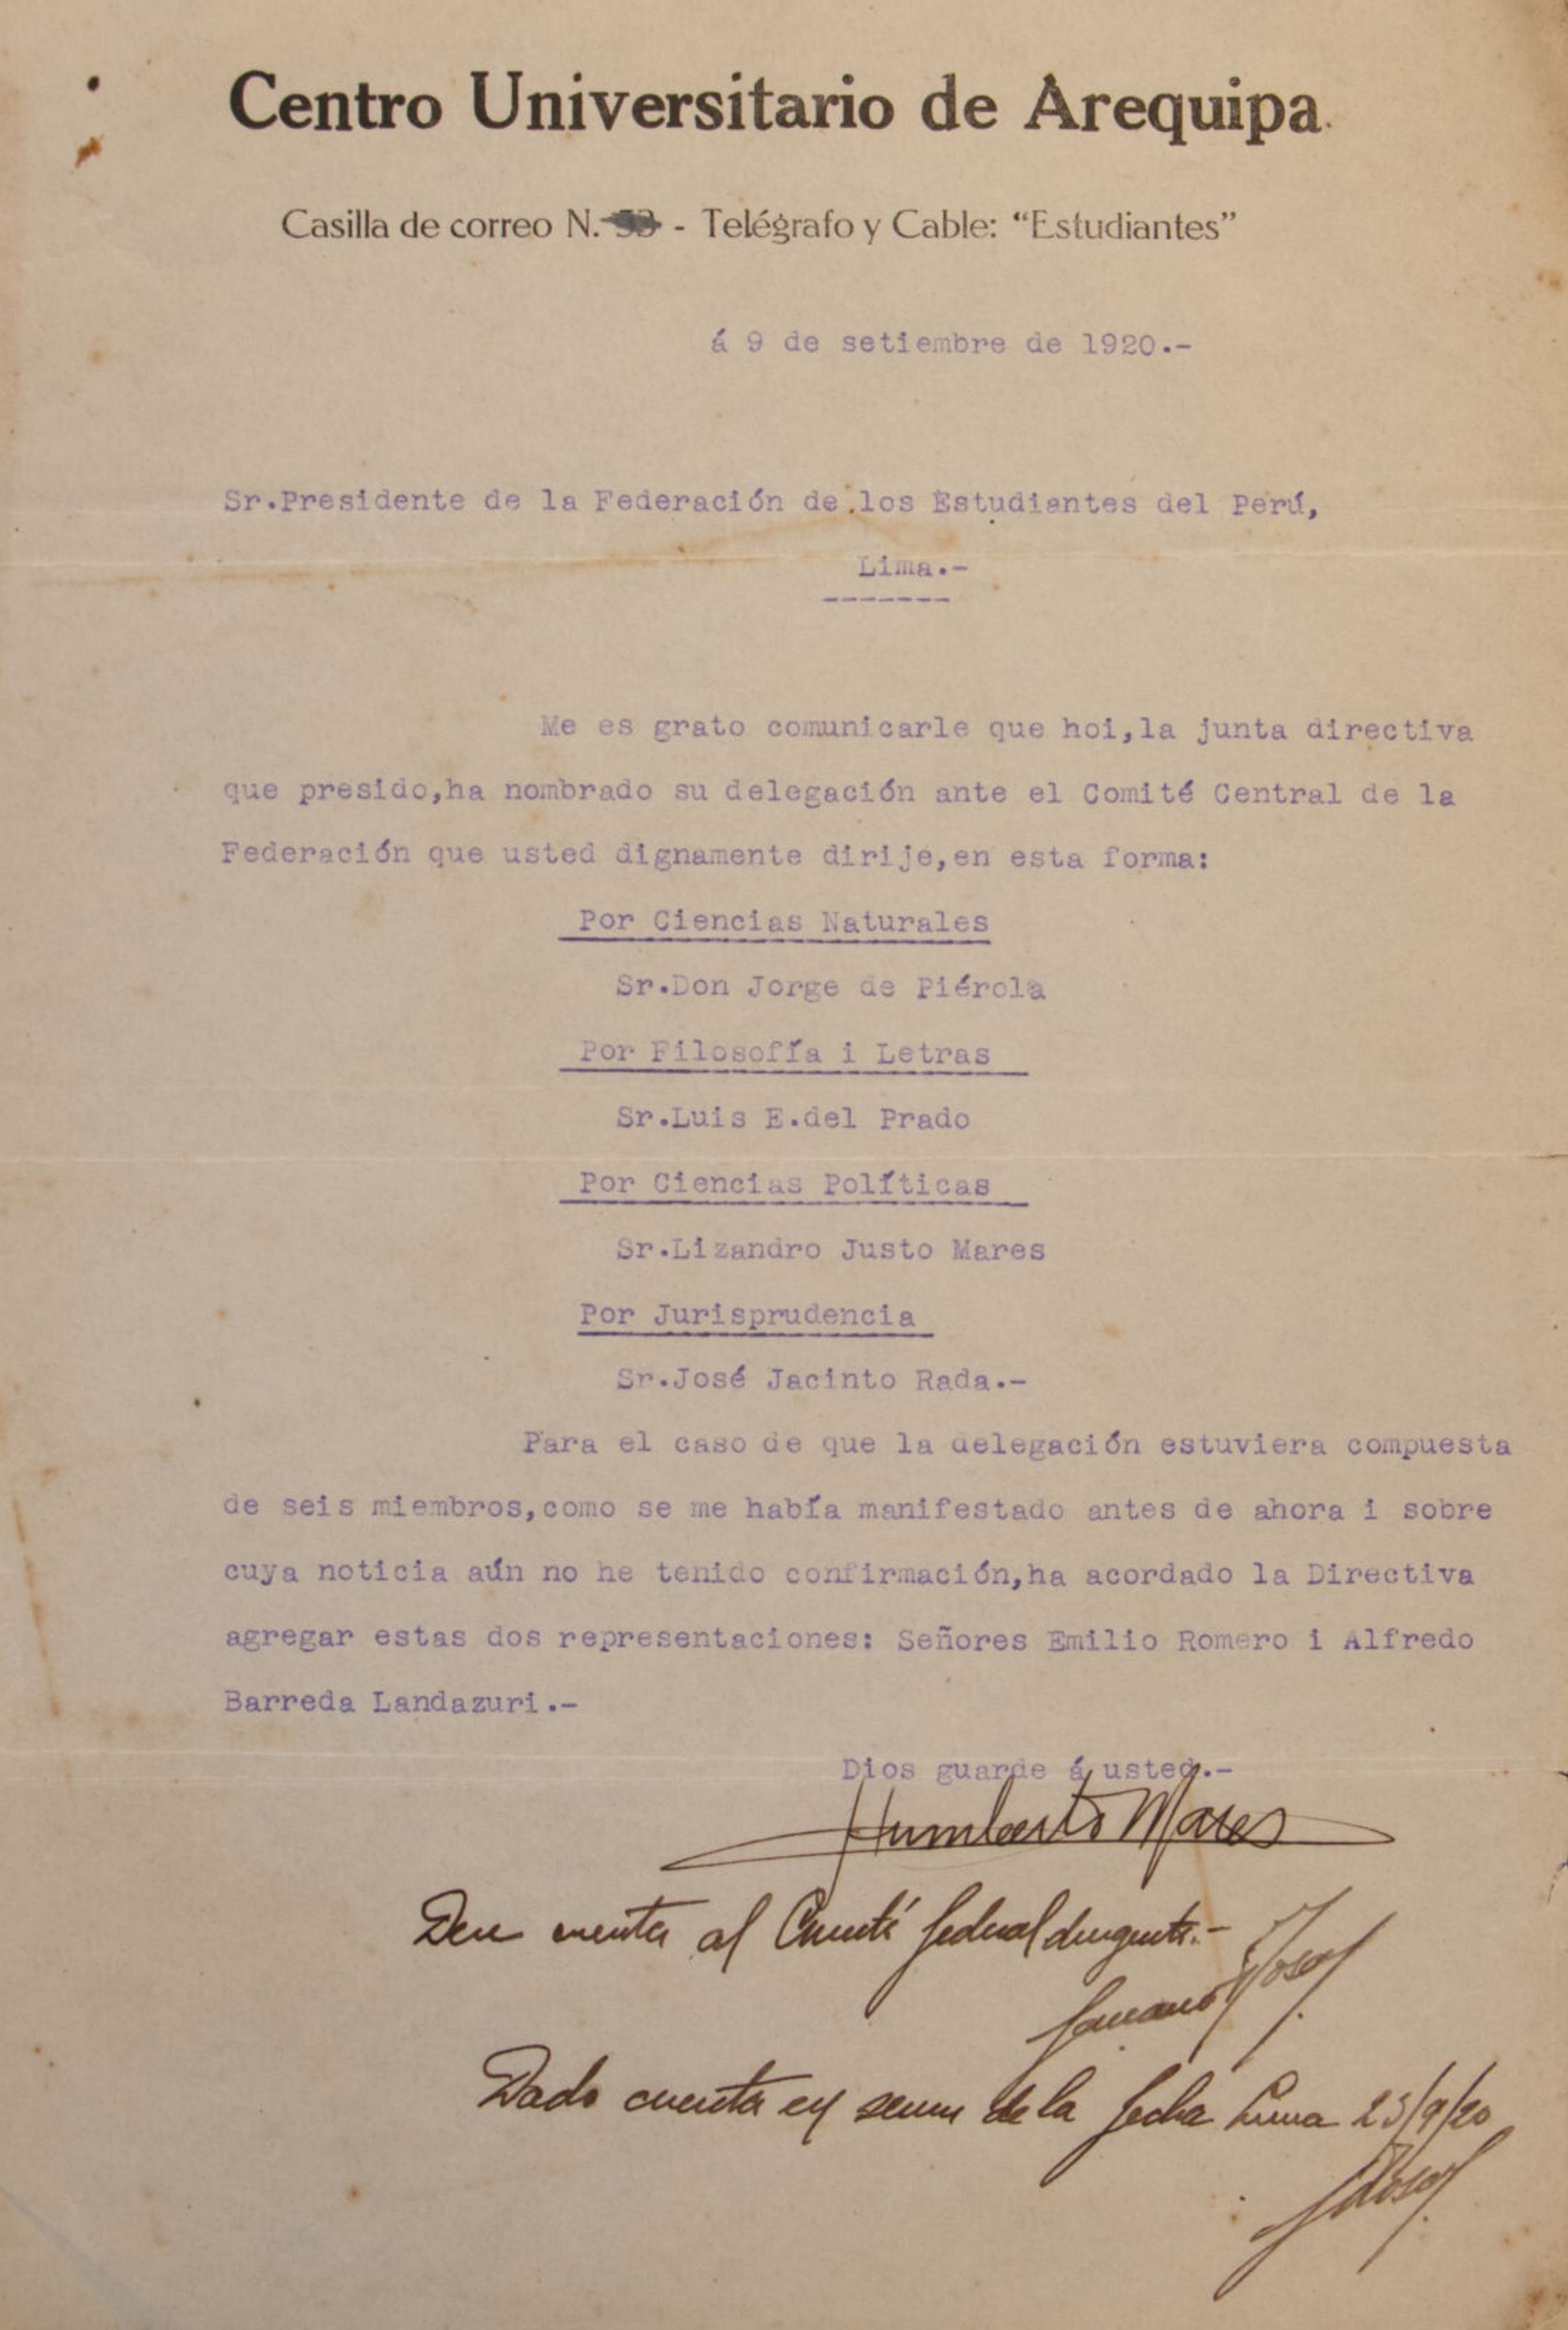 Centro Universitario de Arequipa.
Casilla de correo N. 53 - Telégrafo y Cable: “Estudiantes”
á 9 de setiembre de 1920.-
Sr.Presidente de la Federación de los Estudiantes del Perú,
Lima.-
-------
Me es grato comunicarle que hoi,la junta directiva
que presido,ha nombrado su delegación ante el Comité Central de la
Federación que usted dignamente dirije,en esta forma:
Por Ciencias Naturales
Sr.Don Jorge de Piérola
Por Filosofía i Letras
Sr.Luis E.del Prado
Por Ciencias Políticas
Sr.Lizandro Justo Mares
Por Jurisprudencia
Sr.José Jacinto Rada.-
Para el caso de que la delegación estuviera compuesta
de seis miembros,como se me había manifestado antes de ahora i sobre
cuya noticia aún no he tenido confirmación,ha acordado la Directiva
agregar estas dos representaciones: Señores Emilio Romero i Alfredo
Barreda Landazuri.-
Dios guarde á usted.-
Humberto Mares
cuenta al Comité federal dirigente.-
Dado cuenta en de la fecha Lima 23/9/20